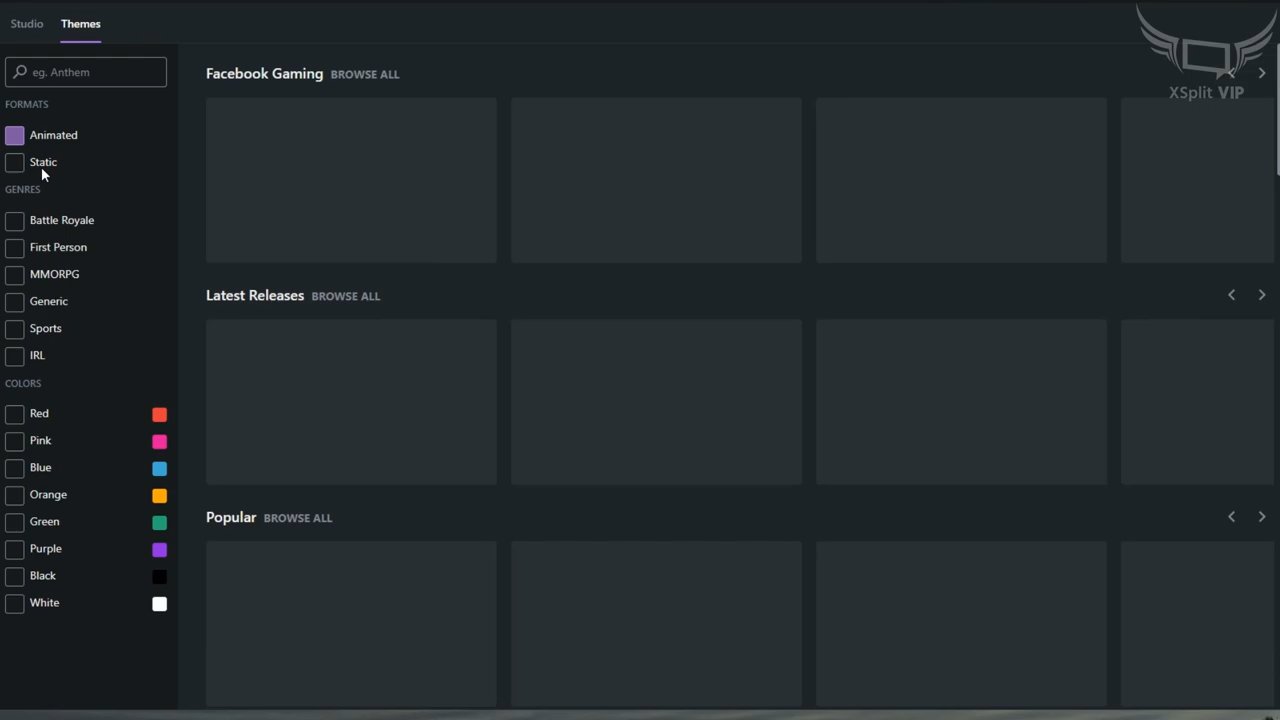 Studio
Themes
XSplit VIP
eg. Anthem
FORMATS
Animated
Static
GENRES
Battle Royale
First Person
MMORPG
Generic
Sports
IRL
COLORS
Red
Pink
Blue
Orange
Green
Purple
Black
White
Facebook Gaming BROWSE ALL
Latest Releases BROWSE ALL
Popular BROWSE ALL